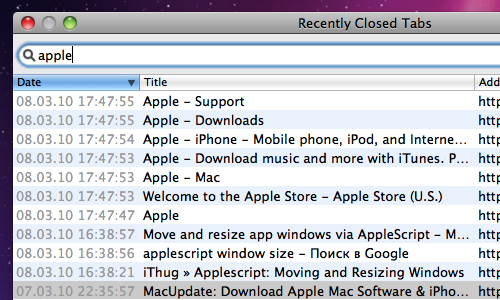 Recently Closed Tabs
apple
Date Title Add
08.03.10 17:47:55 Apple – Support http
08.03.10 17:47:55 Apple – Downloads http
08.03.10 17:47:54 Apple – iPhone – Mobile phone, iPod, and Interne... http
08.03.10 17:47:53 Apple – Download music and more with iTunes. P... http
08.03.10 17:47:53 Apple – Mac http
08.03.10 17:47:53 Welcome to the Apple Store – Apple Store (U.S.) http
08.03.10 17:47:47 Apple http
08.03.10 16:38:57 Move and resize app windows via AppleScript – M... http
08.03.10 16:38:56 applescript window size – Поиск в Google http
08.03.10 16:38:21 iThug » Applescript: Moving and Resizing Windows http
07.03.10 22:35:57 MacUpdate: Download Apple Mac Software & iPho... http